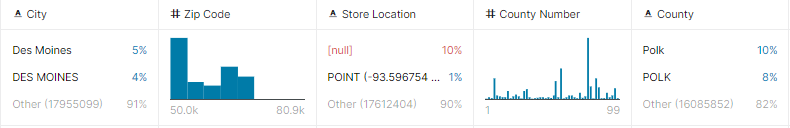 A City
# Zip Code
A Store Location
# County Number
A County
Des Moines 5%
DES MOINES 4%
Other (17955099) 91%
50.0k 80.9k
[null] 10%
POINT (-93.596754 ... 1%
Other (17612404) 90%
1 99
Polk 10%
POLK 8%
Other (16085852) 82%